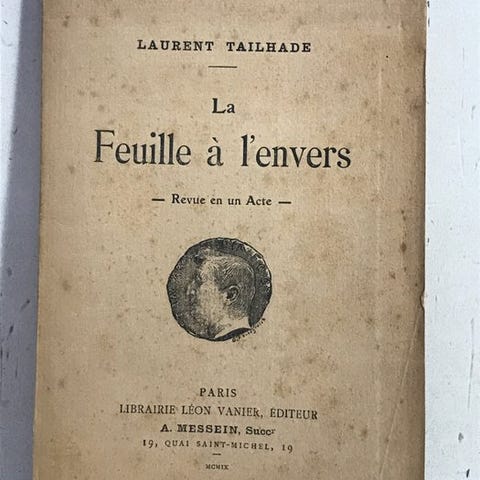 LAURENT TAILHADE
La
Feuille à l'envers
— Revue en un Acte —
PARIS
LIBRAIRIE LÉON VANIER, ÉDITEUR
A. MESSEIN, Succr
19, QUAI SAINT-MICHEL, 19
MCMIX